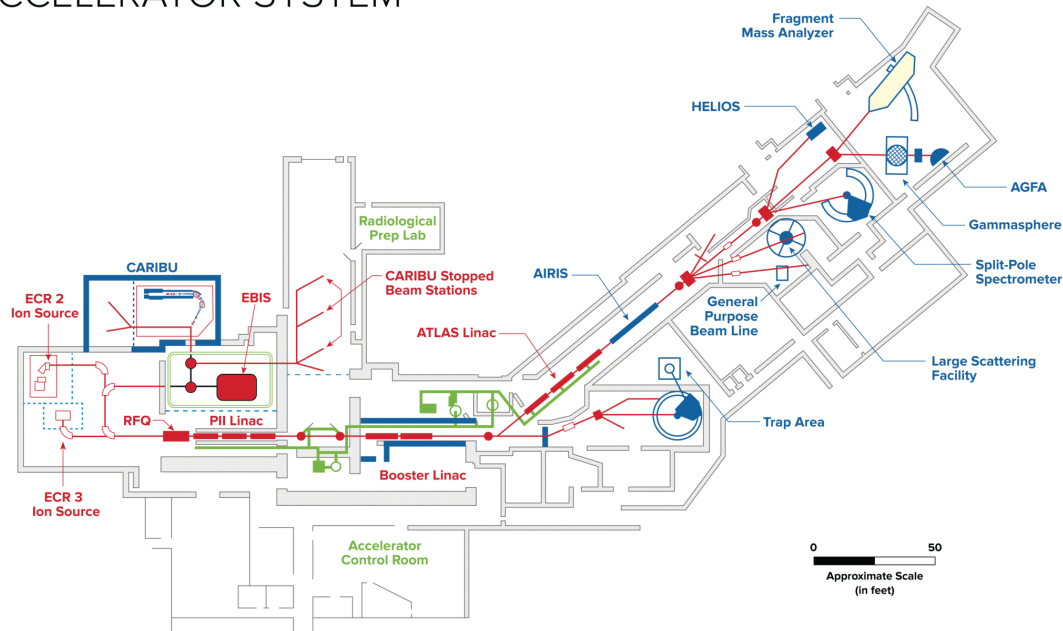 ACCELERATOR SYSTEM
Fragment
Mass Analyzer
HELIOS
AGFA
Gammasphere
Radiological
Prep Lab
CARIBU
CARIBU Stopped
Beam Stations
AIRIS
Split-Pole
Spectrometer
ECR 2
Ion Source
EBIS
General
Purpose
Beam Line
ATLAS Linac
Large Scattering
Facility
RFQ
PII Linac
Trap Area
Booster Linac
ECR 3
Ion Source
Accelerator
Control Room
0
50
Approximate Scale
(in feet)